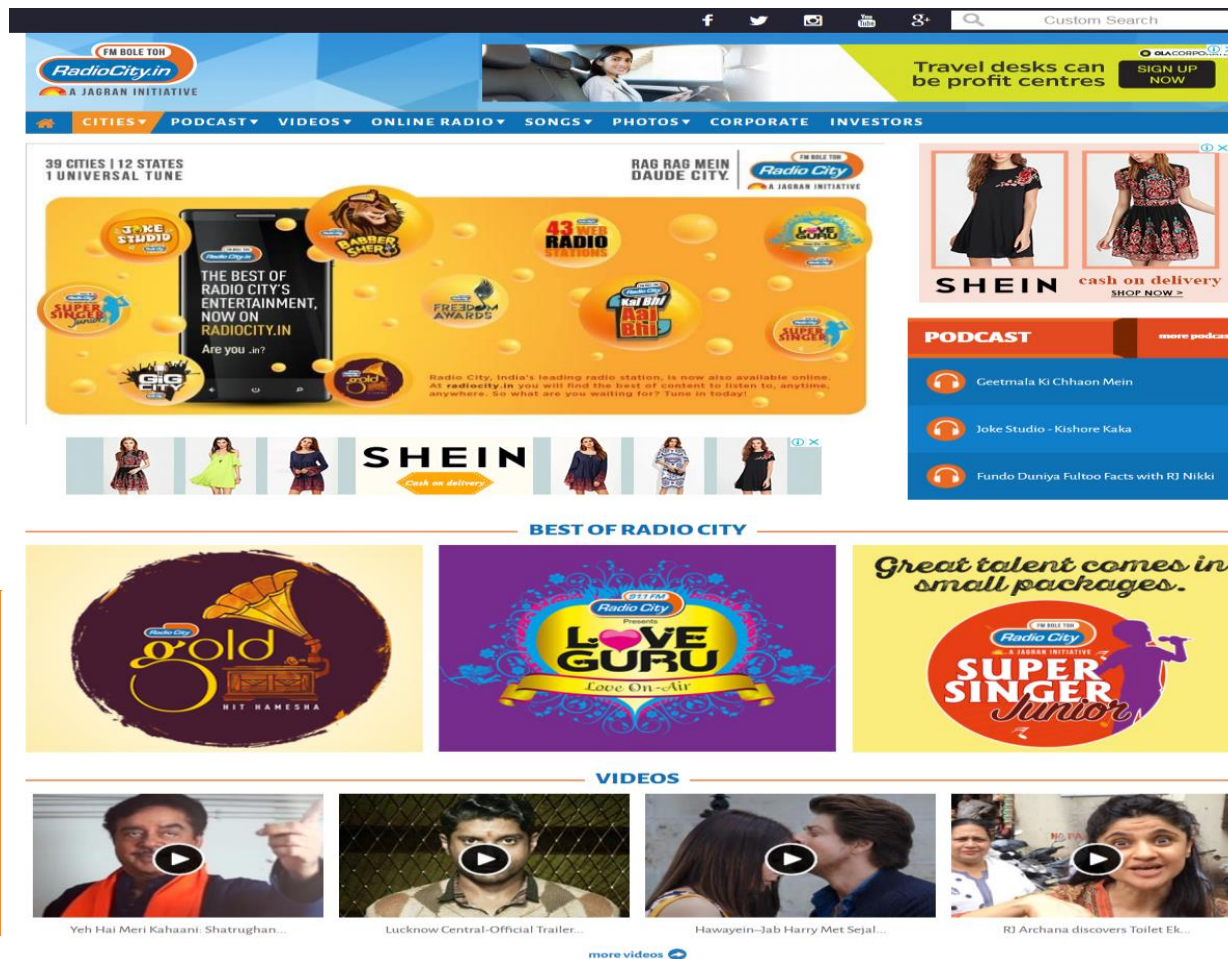 f
You
Tube
g+
Custom Search
FM BOLE TOH
RadioCity.in
A JAGRAN INITIATIVE
Travel desks can
be profit centres
SIGN UP
NOW
CITIES PODCAST VIDEOS ONLINE RADIO SONGS PHOTOS CORPORATE INVESTORS
39 CITIES | 12 STATES
1 UNIVERSAL TUNE
RAG RAG MEIN
DAUDE CITY.
FM BOLE TOH
Radio City
A JAGRAN INITIATIVE
JOKE
STUDIO
BABBER
SHER
43 WEB
RADIO
STATIONS
LOVE
GURU
RadioCity.in
THE BEST OF
RADIO CITY'S
ENTERTAINMENT,
NOW ON
RADIOCITY.IN
Are you .in?
SUPER
SINGER
Junior
FREEDOM
AWARDS
Kal Bhi
Aaj
Bhi
SUPER
SINGER
GIG
CITY
gold
Radio City, India's leading radio station, is now also available online.
At radiocity.in you will find the best of content to listen to, anytime,
anywhere. So what are you waiting for? Tune in today!
SHEIN
cash on delivery
SHOP NOW >
PODCAST
Geetmala Ki Chhaon Mein
Joke Studio - Kishore Kaka
Fundo Duniya Fultoo Facts with RJ Nikki
SHEIN
Cash on delivery
BEST OF RADIO CITY
Radio City
gold
HIT HAMESHA
91.1 FM
Radio City
Presents
LOVE
GURU
Love On-Air
Great talent comes in
small packages.
FM BOLE TOH
Radio City
A JAGRAN INITIATIVE
SUPER
SINGER
Junior
VIDEOS
Yeh Hai Meri Kahaani: Shatrughan...
Lucknow Central-Official Trailer...
Hawayein–Jab Harry Met Sejal...
RJ Archana discovers Toilet Ek...
more videos